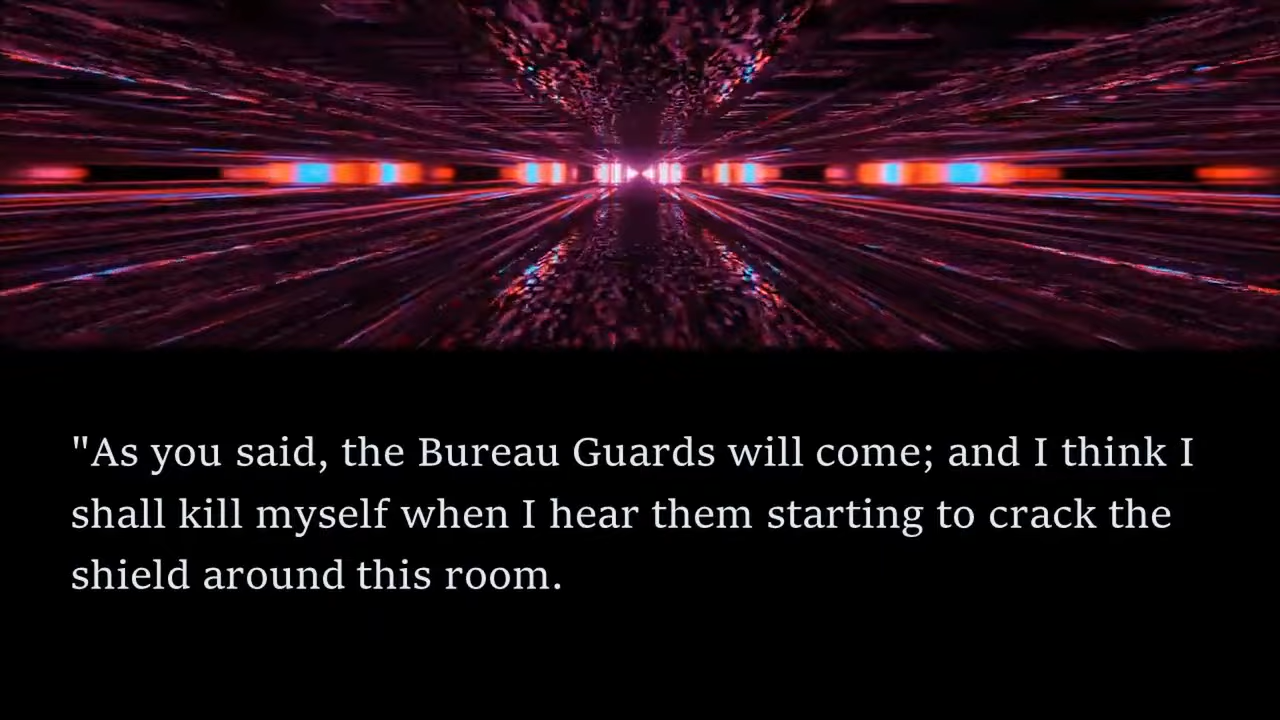 "As you said, the Bureau Guards will come; and I think I
shall kill myself when I hear them starting to crack the
shield around this room.